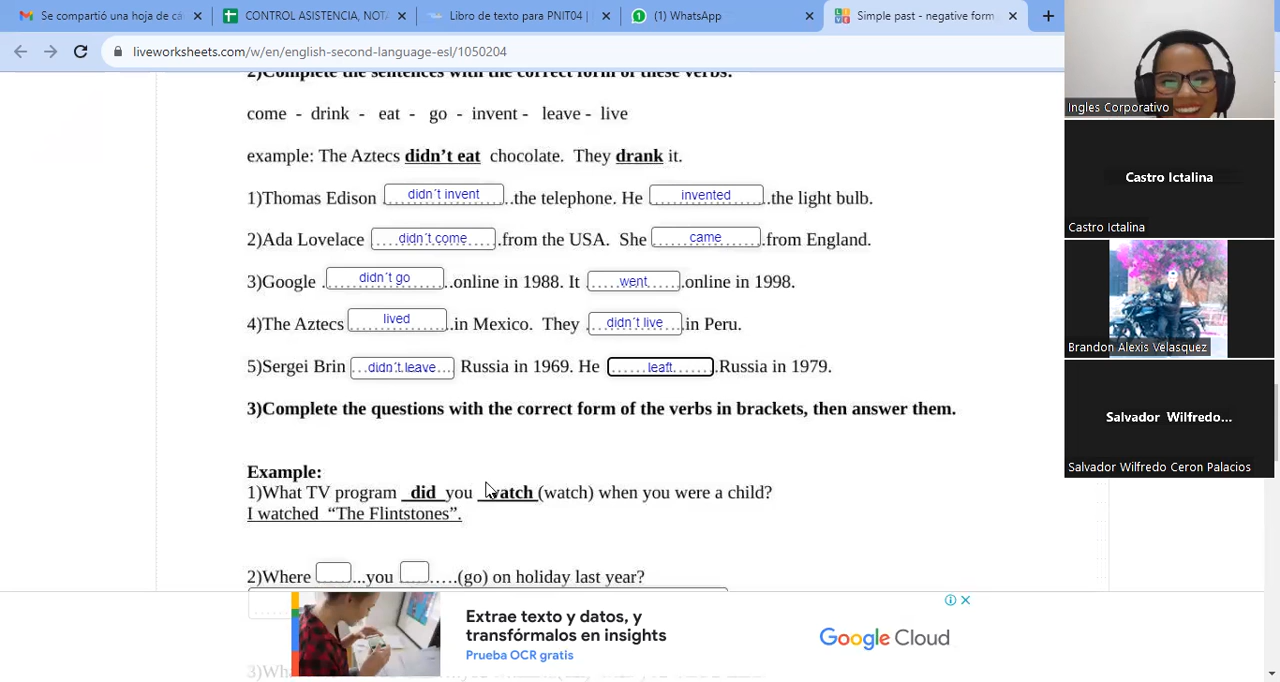 Se compartió una hoja de cá
CONTROL ASISTENCIA, NOTA
Libro de texto para PNIT04
(1) WhatsApp
Simple past - negative form
liveworksheets.com/w/en/english-second-language-esl/1050204
2)Complete the sentences with the correct form of these verbs:
come - drink - eat - go - invent - leave - live
example: The Aztecs didn't eat chocolate. They drank it.
1)Thomas Edison didn´t invent the telephone. He invented the light bulb.
2)Ada Lovelace didn´t come from the USA. She came from England.
3)Google didn´t go online in 1988. It went online in 1998.
4)The Aztecs lived in Mexico. They didn´t live in Peru.
5)Sergei Brin didn´t leave Russia in 1969. He leaft Russia in 1979.
3)Complete the questions with the correct form of the verbs in brackets, then answer them.
Example:
1)What TV program did you watch (watch) when you were a child?
I watched "The Flintstones".
2)Where ...you ….(go) on holiday last year?
Extrae texto y datos, y
transfórmalos en insights
Prueba OCR gratis
Google Cloud
Ingles Corporativo
Castro Ictalina
Castro Ictalina
Brandon Alexis Velasquez
Salvador Wilfredo...
Salvador Wilfredo Ceron Palacios